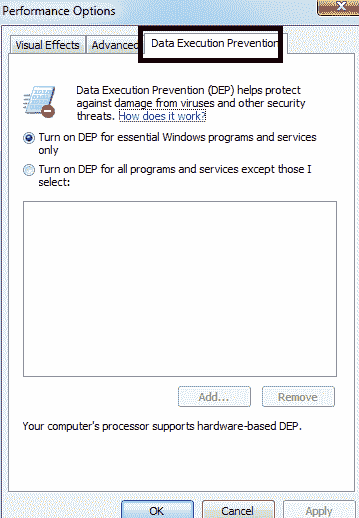 Performance Options
Visual Effects Advanced Data Execution Prevention
Data Execution Prevention (DEP) helps protect
against damage from viruses and other security
threats. How does it work?
Turn on DEP for essential Windows programs and services
only
Turn on DEP for all programs and services except those I
select:
Add... Remove
Your computer's processor supports hardware-based DEP.
OK Cancel Apply